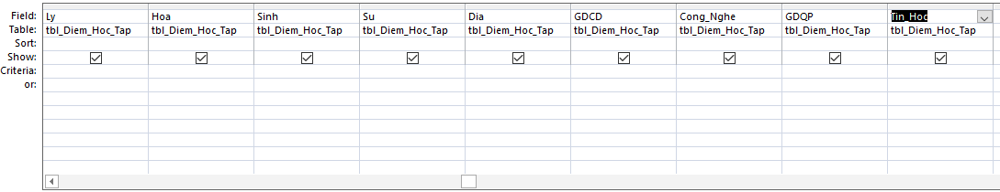 Field: Ly Hoa Sinh Su Dia GDCD Cong_Nghe GDQP Tin_Hoc
Table: tbl_Diem_Hoc_Tap tbl_Diem_Hoc_Tap tbl_Diem_Hoc_Tap tbl_Diem_Hoc_Tap tbl_Diem_Hoc_Tap tbl_Diem_Hoc_Tap tbl_Diem_Hoc_Tap tbl_Diem_Hoc_Tap tbl_Diem_Hoc_Tap
Sort:
Show:
Criteria:
or: